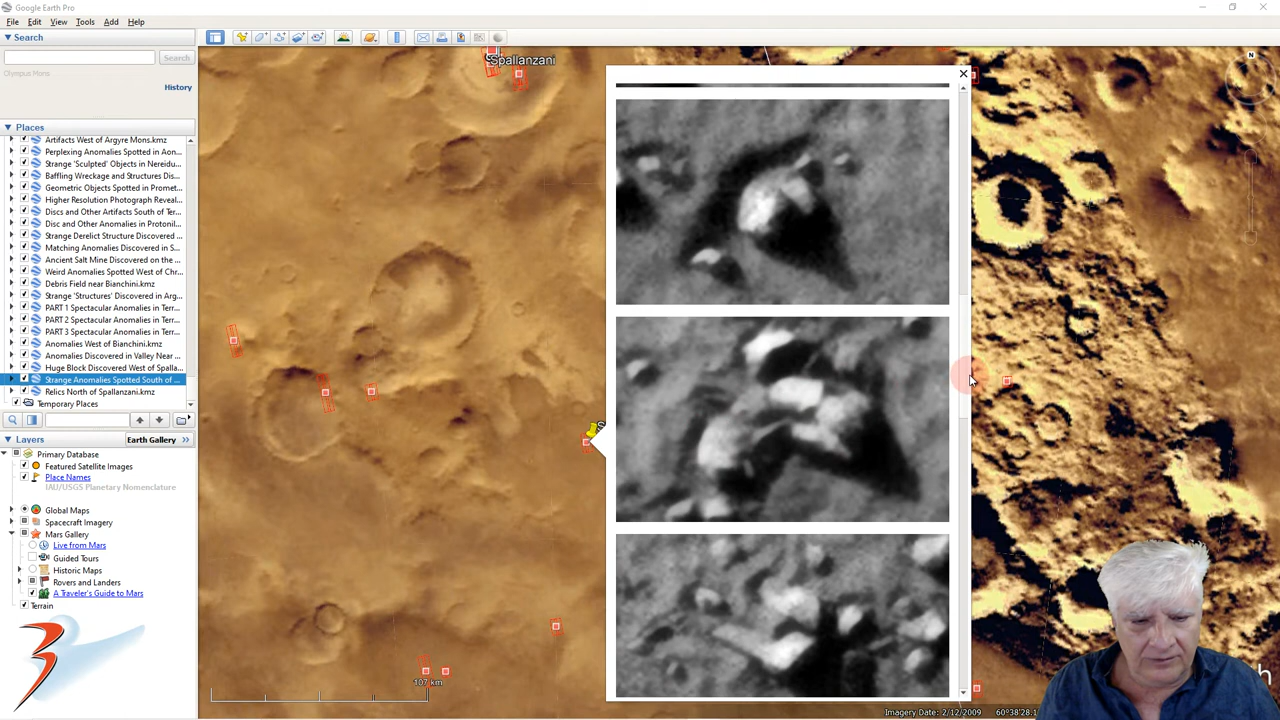 Google Earth Pro
File Edit View Tools Add Help
Search
Search
Olympus Mons
History
Places
Artifacts West of Argyre Mons.kmz
Perplexing Anomalies Spotted in Aon...
Strange 'Sculpted' Objects in Nereidu...
Baffling Wreckage and Structures Dis...
Geometric Objects Spotted in Promet...
Higher Resolution Photograph Reveal...
Discs and Other Artifacts South of Ter...
Disc and Other Anomalies in Protonil...
Strange Derelict Structure Discovered ...
Matching Anomalies Discovered in S...
Ancient Salt Mine Discovered on the ...
Weird Anomalies Spotted West of Chr...
Debris Field near Bianchini.kmz
Strange 'Structures' Discovered in Arg...
PART 1 Spectacular Anomalies in Terr...
PART 2 Spectacular Anomalies in Terr...
PART 3 Spectacular Anomalies in Terr...
Anomalies West of Bianchini.kmz
Anomalies Discovered in Valley Near ...
Huge Block Discovered West of Spalla...
Strange Anomalies Spotted South of ...
Relics North of Spallanzani.kmz
Temporary Places
Layers
Earth Gallery >>
Primary Database
Featured Satellite Images
Place Names
IAU/USGS Planetary Nomenclature
Global Maps
Spacecraft Imagery
Mars Gallery
Live from Mars
Guided Tours
Historic Maps
Rovers and Landers
A Traveler's Guide to Mars
Terrain
Spallanzani
107 km
N
Imagery Date: 2/12/2009 60°38'28.1